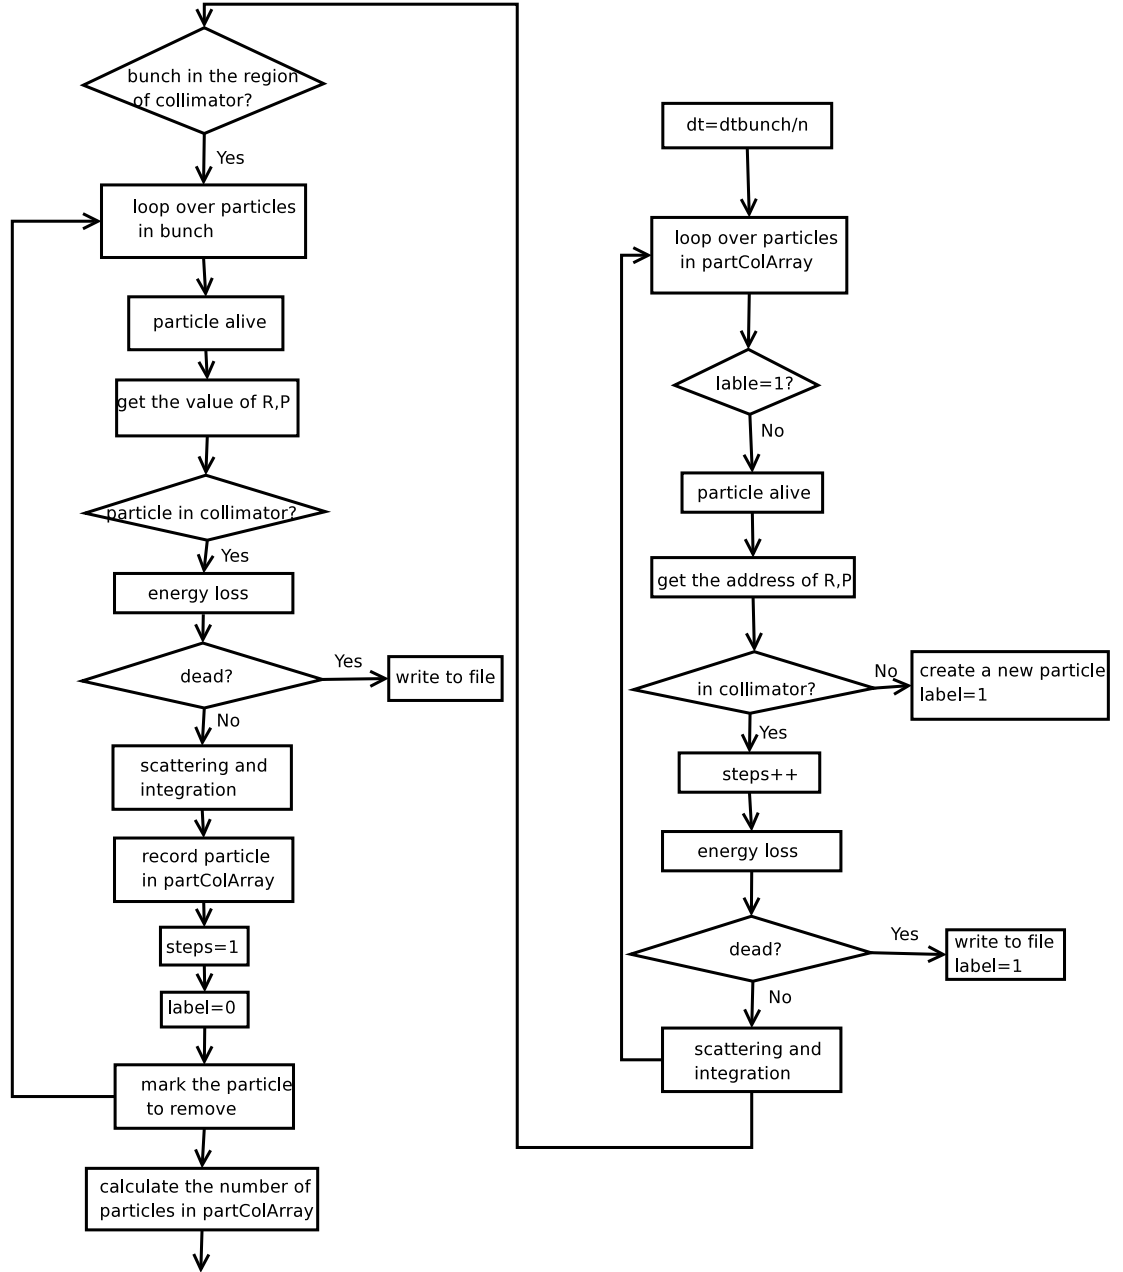 bunch in the region
of collimator?
Yes
loop over particles
in bunch
particle alive
get the value of R,P
particle in collimator?
Yes
energy loss
dead?
Yes
write to file
No
scattering and
integration
record particle
in partColArray
steps=1
label=0
mark the particle
to remove
calculate the number of
particles in partColArray
dt=dtbunch/n
loop over particles
in partColArray
lable=1?
No
particle alive
get the address of R,P
in collimator?
No
create a new particle
label=1
Yes
steps++
energy loss
dead?
Yes
write to file
label=1
No
scattering and
integration